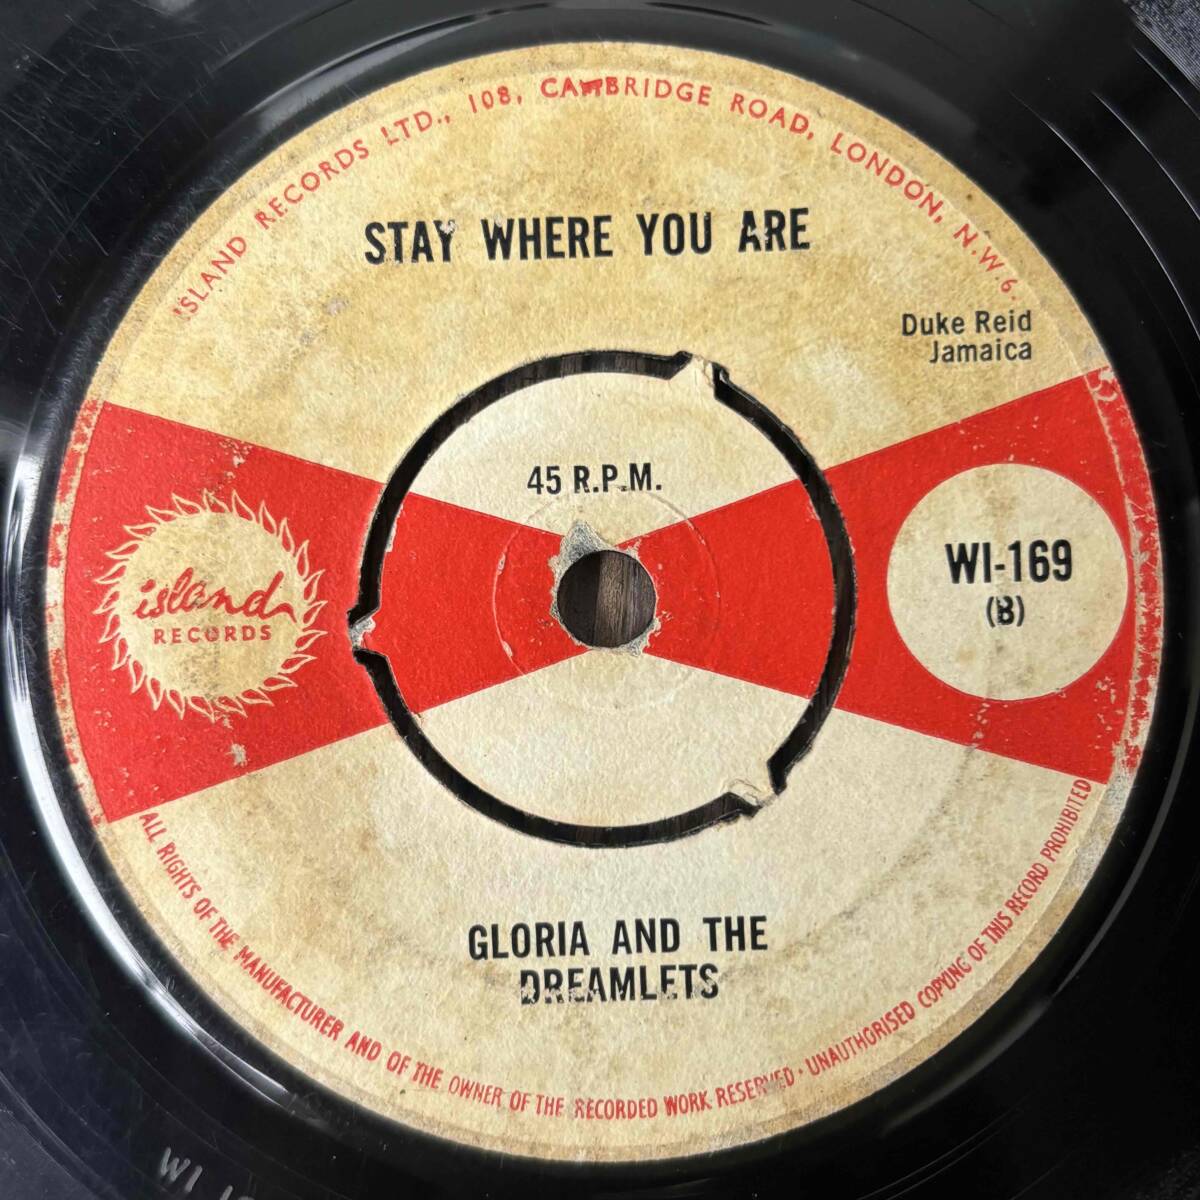 ISLAND RECORDS LTD., 108, CAMBRIDGE ROAD, LONDON, N.W.6.
STAY WHERE YOU ARE
Duke Reid
Jamaica
45 R.P.M.
island
RECORDS
WI-169
(B)
GLORIA AND THE
DREAMLETS
ALL RIGHTS OF THE MANUFACTURER AND OF THE OWNER OF THE RECORDED WORK RESERVED · UNAUTHORISED COPYING OF THIS RECORD PROHIBITED
WI